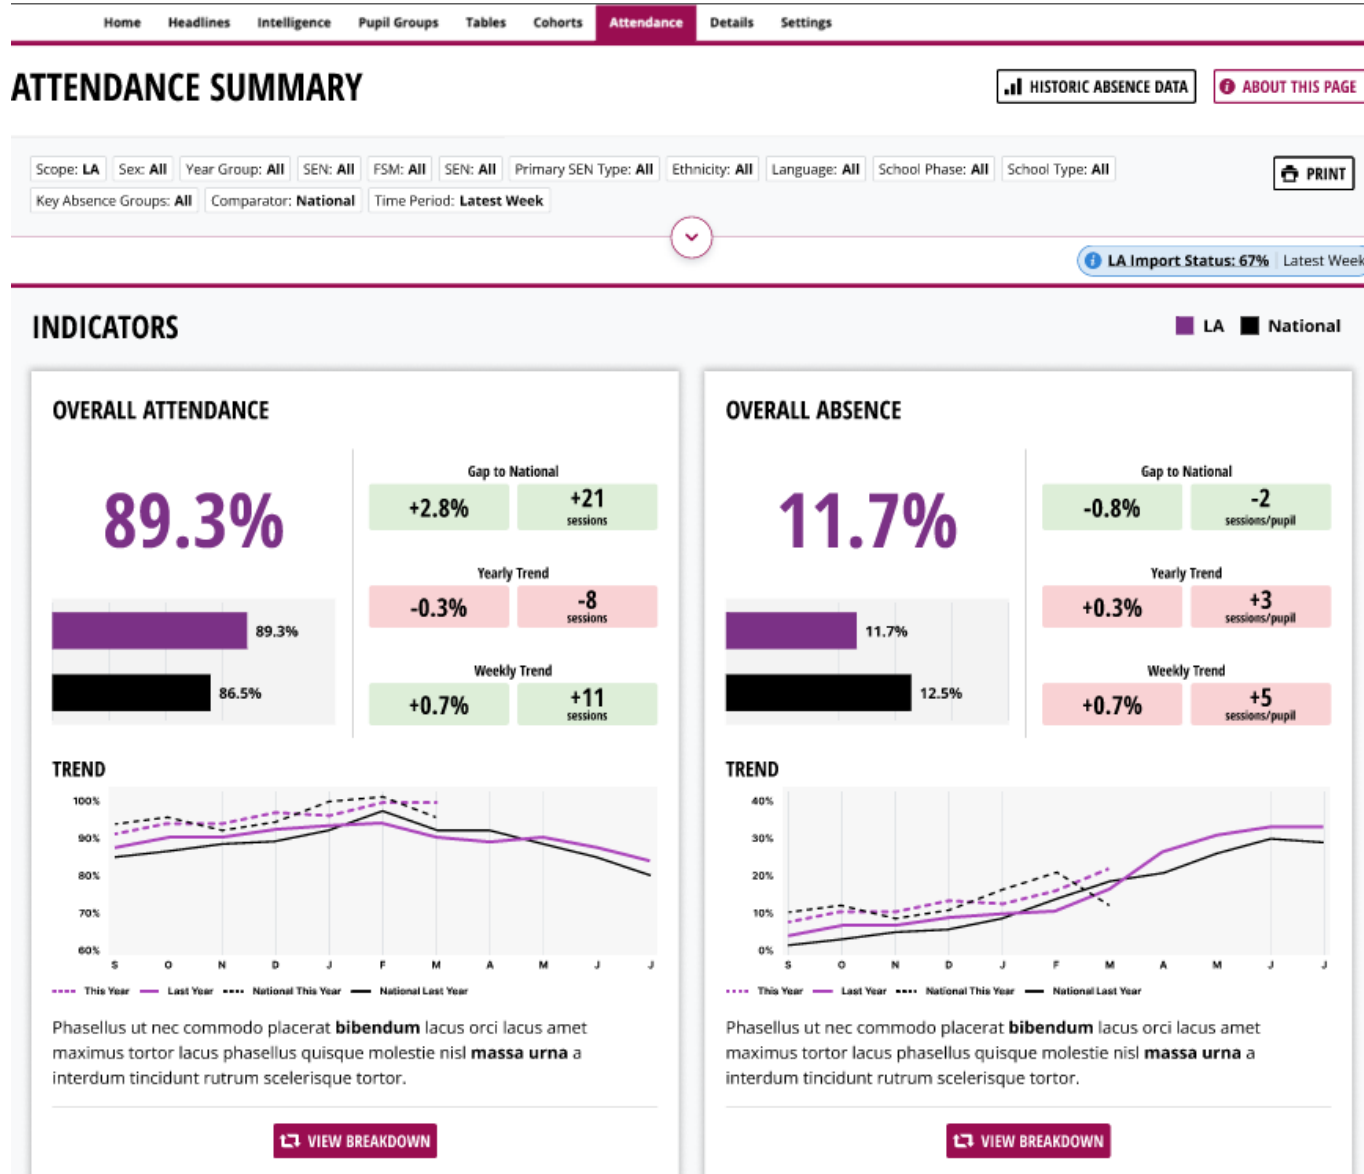 Home Headlines Intelligence Pupil Groups Tables Cohorts Attendance Details Settings
ATTENDANCE SUMMARY
HISTORIC ABSENCE DATA
ABOUT THIS PAGE
Scope: LA Sex: All Year Group: All SEN: All FSM: All SEN: All Primary SEN Type: All Ethnicity: All Language: All School Phase: All School Type: All
Key Absence Groups: All Comparator: National Time Period: Latest Week
PRINT
LA Import Status: 67% Latest Week
INDICATORS
LA National
OVERALL ATTENDANCE
89.3%
Gap to National
+2.8%
+21
sessions
Yearly Trend
-0.3%
-8
sessions
Weekly Trend
+0.7%
+11
sessions
89.3%
86.5%
TREND
100%
90%
80%
70%
60%
S O N D J F M A M J J
This Year Last Year National This Year National Last Year
Phasellus ut nec commodo placerat bibendum lacus orci lacus amet
maximus tortor lacus phasellus quisque molestie nisl massa urna a
interdum tincidunt rutrum scelerisque tortor.
VIEW BREAKDOWN
OVERALL ABSENCE
11.7%
Gap to National
-0.8%
-2
sessions/pupil
Yearly Trend
+0.3%
+3
sessions/pupil
Weekly Trend
+0.7%
+5
sessions/pupil
11.7%
12.5%
TREND
40%
30%
20%
10%
0%
S O N D J F M A M J J
This Year Last Year National This Year National Last Year
Phasellus ut nec commodo placerat bibendum lacus orci lacus amet
maximus tortor lacus phasellus quisque molestie nisl massa urna a
interdum tincidunt rutrum scelerisque tortor.
VIEW BREAKDOWN